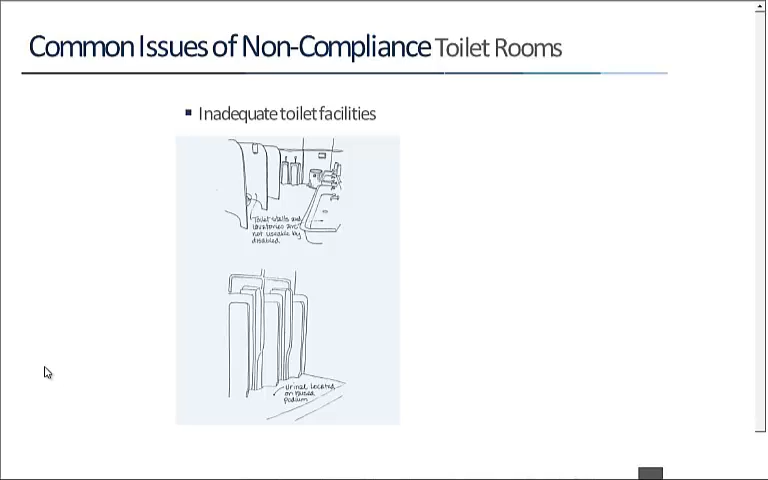 Common Issues of Non-Compliance Toilet Rooms
▪ Inadequate toilet facilities
Toilet stalls and
lavatories are
not useable by
disabled.
Urinal located
on raised
podium